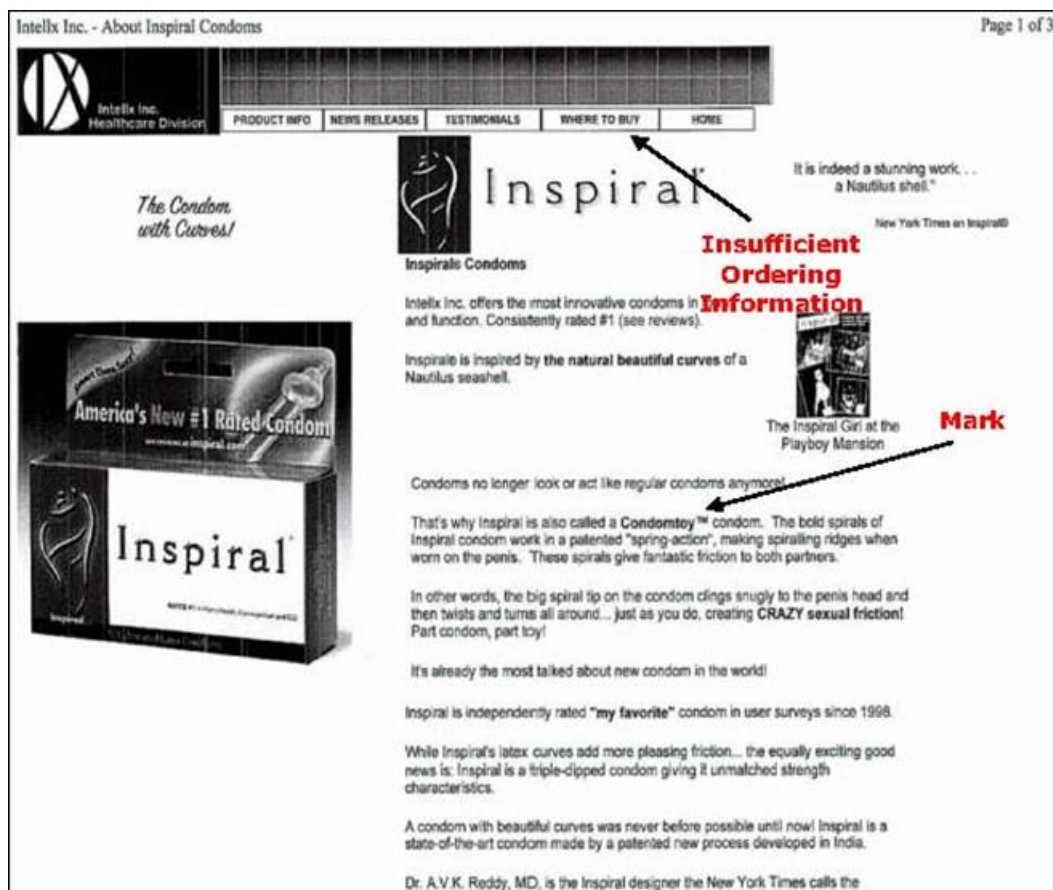 Intellx Inc. - About Inspiral Condoms
Page 1 of 3
IX
Intellx Inc.
Healthcare Division
PRODUCT INFO
NEWS RELEASES
TESTIMONIALS
WHERE TO BUY
HOME
The Condom
with Curves!
Inspiral
It is indeed a stunning work. . .
a Nautilus shell."
New York Times on Inspiral®
Insufficient
Ordering
Information
Inspirals Condoms
Intellx Inc. offers the most innovative condoms in
and function. Consistently rated #1 (see reviews).
Inspirals is inspired by the natural beautiful curves of a
Nautilus seashell.
The Inspiral Girl at the
Playboy Mansion
Mark
America's New #1 Rated Condom
inspiral.com
Inspiral
Inspiral
Condoms no longer look or act like regular condoms anymore!
That's why Inspiral is also called a Condomtoy™ condom. The bold spirals of
Inspiral condom work in a patented "spring-action", making spiralling ridges when
worn on the penis. These spirals give fantastic friction to both partners.
In other words, the big spiral tip on the condom clings snugly to the penis head and
then twists and turns all around... just as you do, creating CRAZY sexual friction!
Part condom, part toy!
It's already the most talked about new condom in the world!
Inspiral is independently rated "my favorite" condom in user surveys since 1998.
While Inspiral's latex curves add more pleasing friction... the equally exciting good
news is: Inspiral is a triple-dipped condom giving it unmatched strength
characteristics.
A condom with beautiful curves was never before possible until now! Inspiral is a
state-of-the-art condom made by a patented new process developed in India.
Dr. A.V.K. Reddy, MD, is the Inspiral designer the New York Times calls the